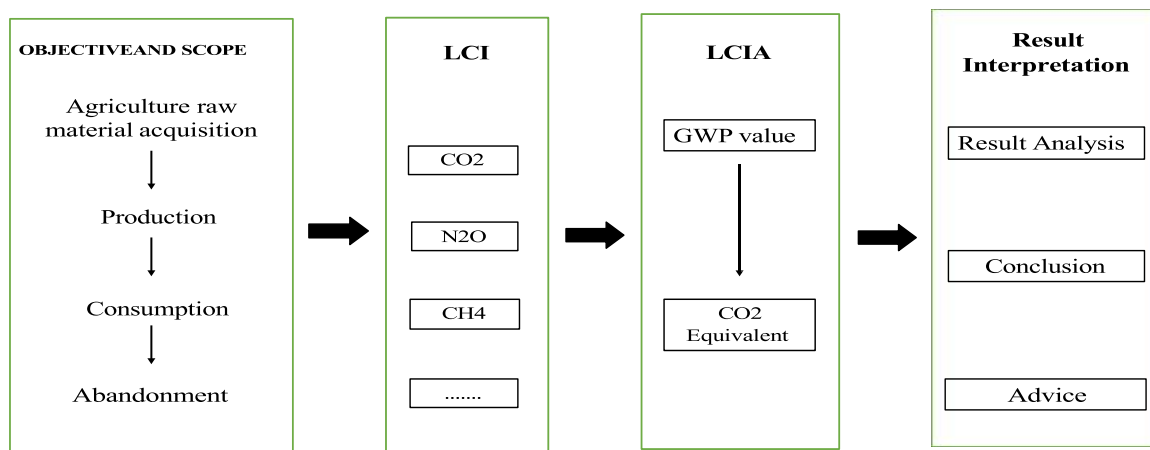 OBJECTIVEAND SCOPE
Agriculture raw
material acquisition
Production
Consumption
Abandonment
LCI
CO2
N2O
CH4
.......
LCIA
GWP value
CO2
Equivalent
Result
Interpretation
Result Analysis
Conclusion
Advice